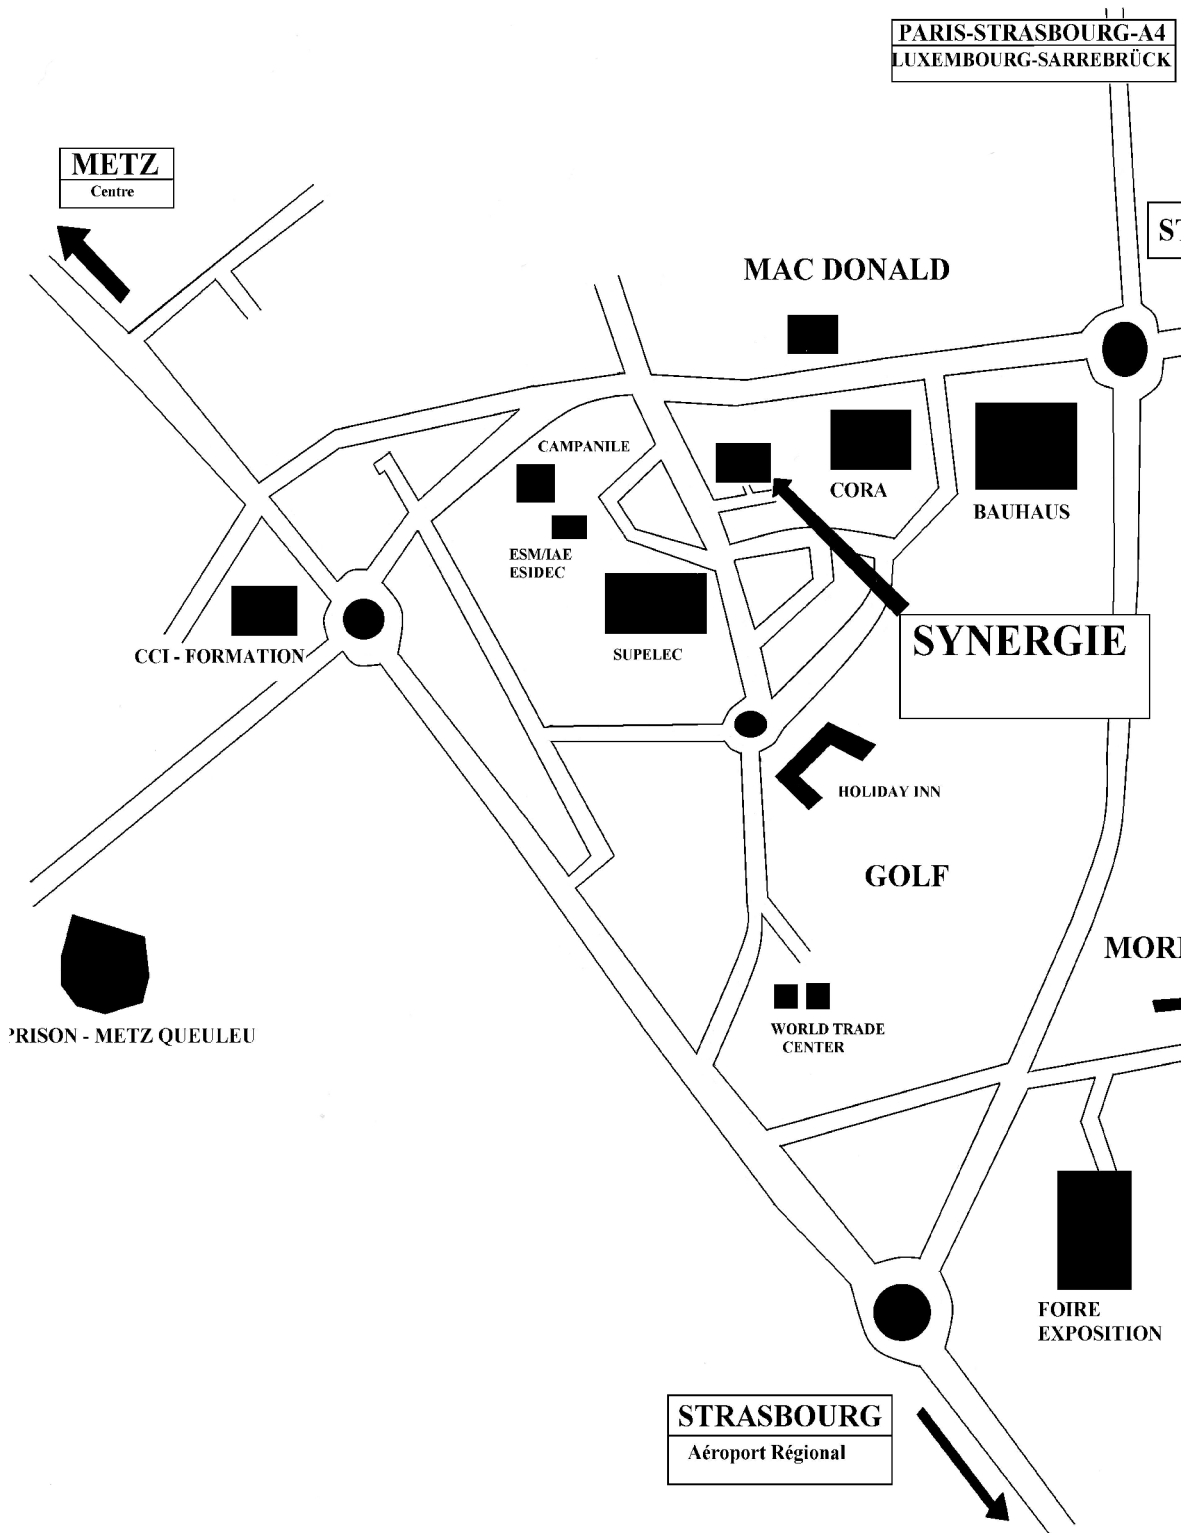 PARIS-STRASBOURG-A4
LUXEMBOURG-SARREBRÜCK
METZ
Centre
MAC DONALD
CAMPANILE
CORA
BAUHAUS
ESM/IAE
ESIDEC
SYNERGIE
CCI - FORMATION
SUPELEC
HOLIDAY INN
GOLF
PRISON - METZ QUEULEU
WORLD TRADE
CENTER
FOIRE
EXPOSITION
STRASBOURG
Aéroport Régional